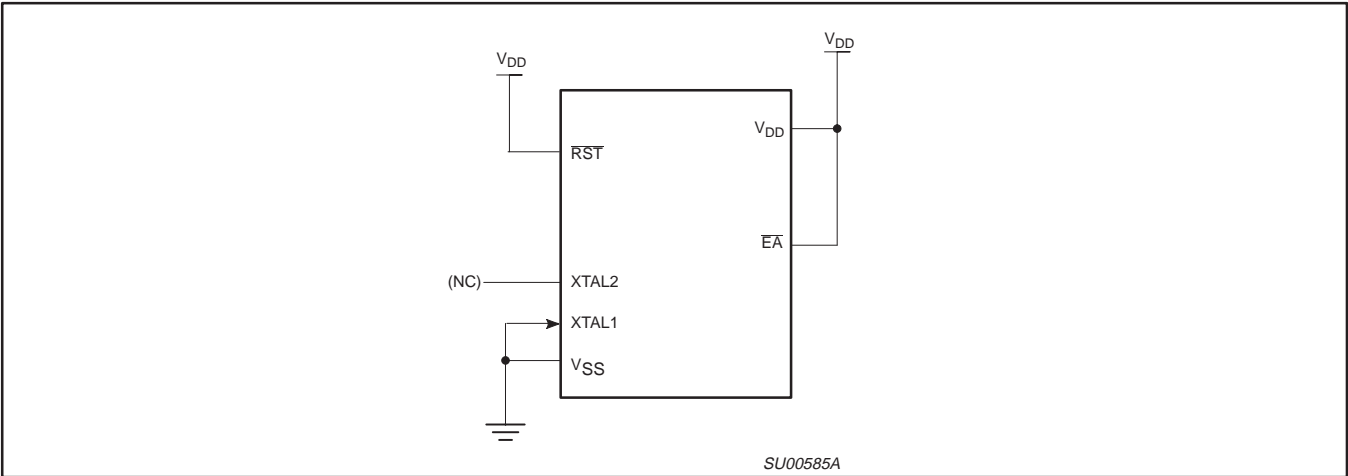 VDD
VDD
VDD
RST
EA
(NC)
XTAL2
XTAL1
VSS
SU00585A